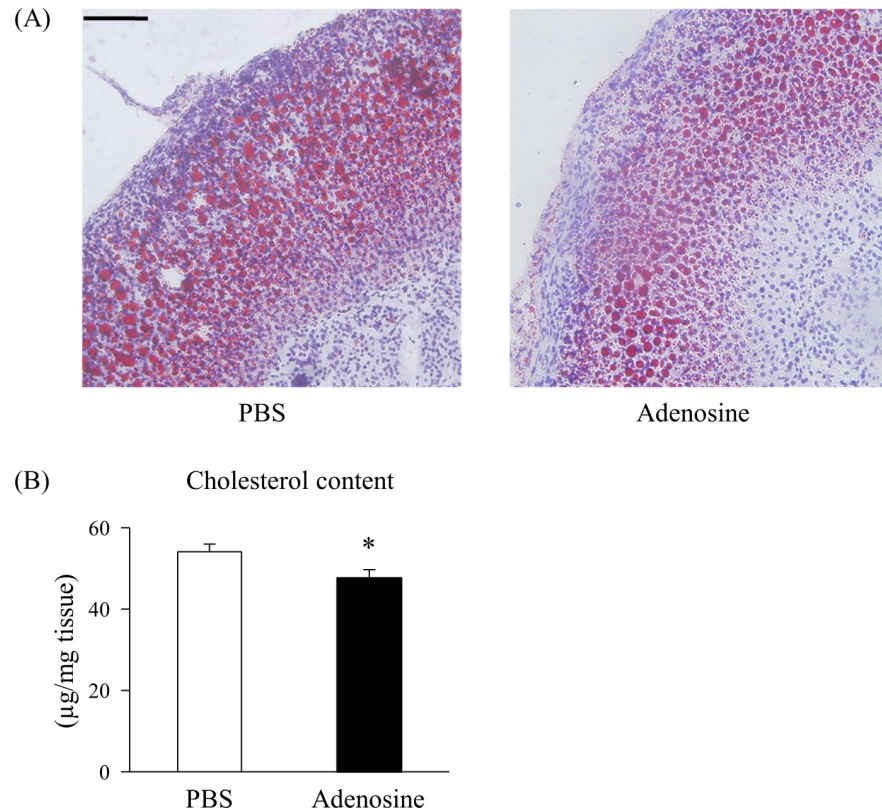 (A)
PBS Adenosine
(B) Cholesterol content
(μg/mg tissue)
60
40
20
0
*
PBS Adenosine